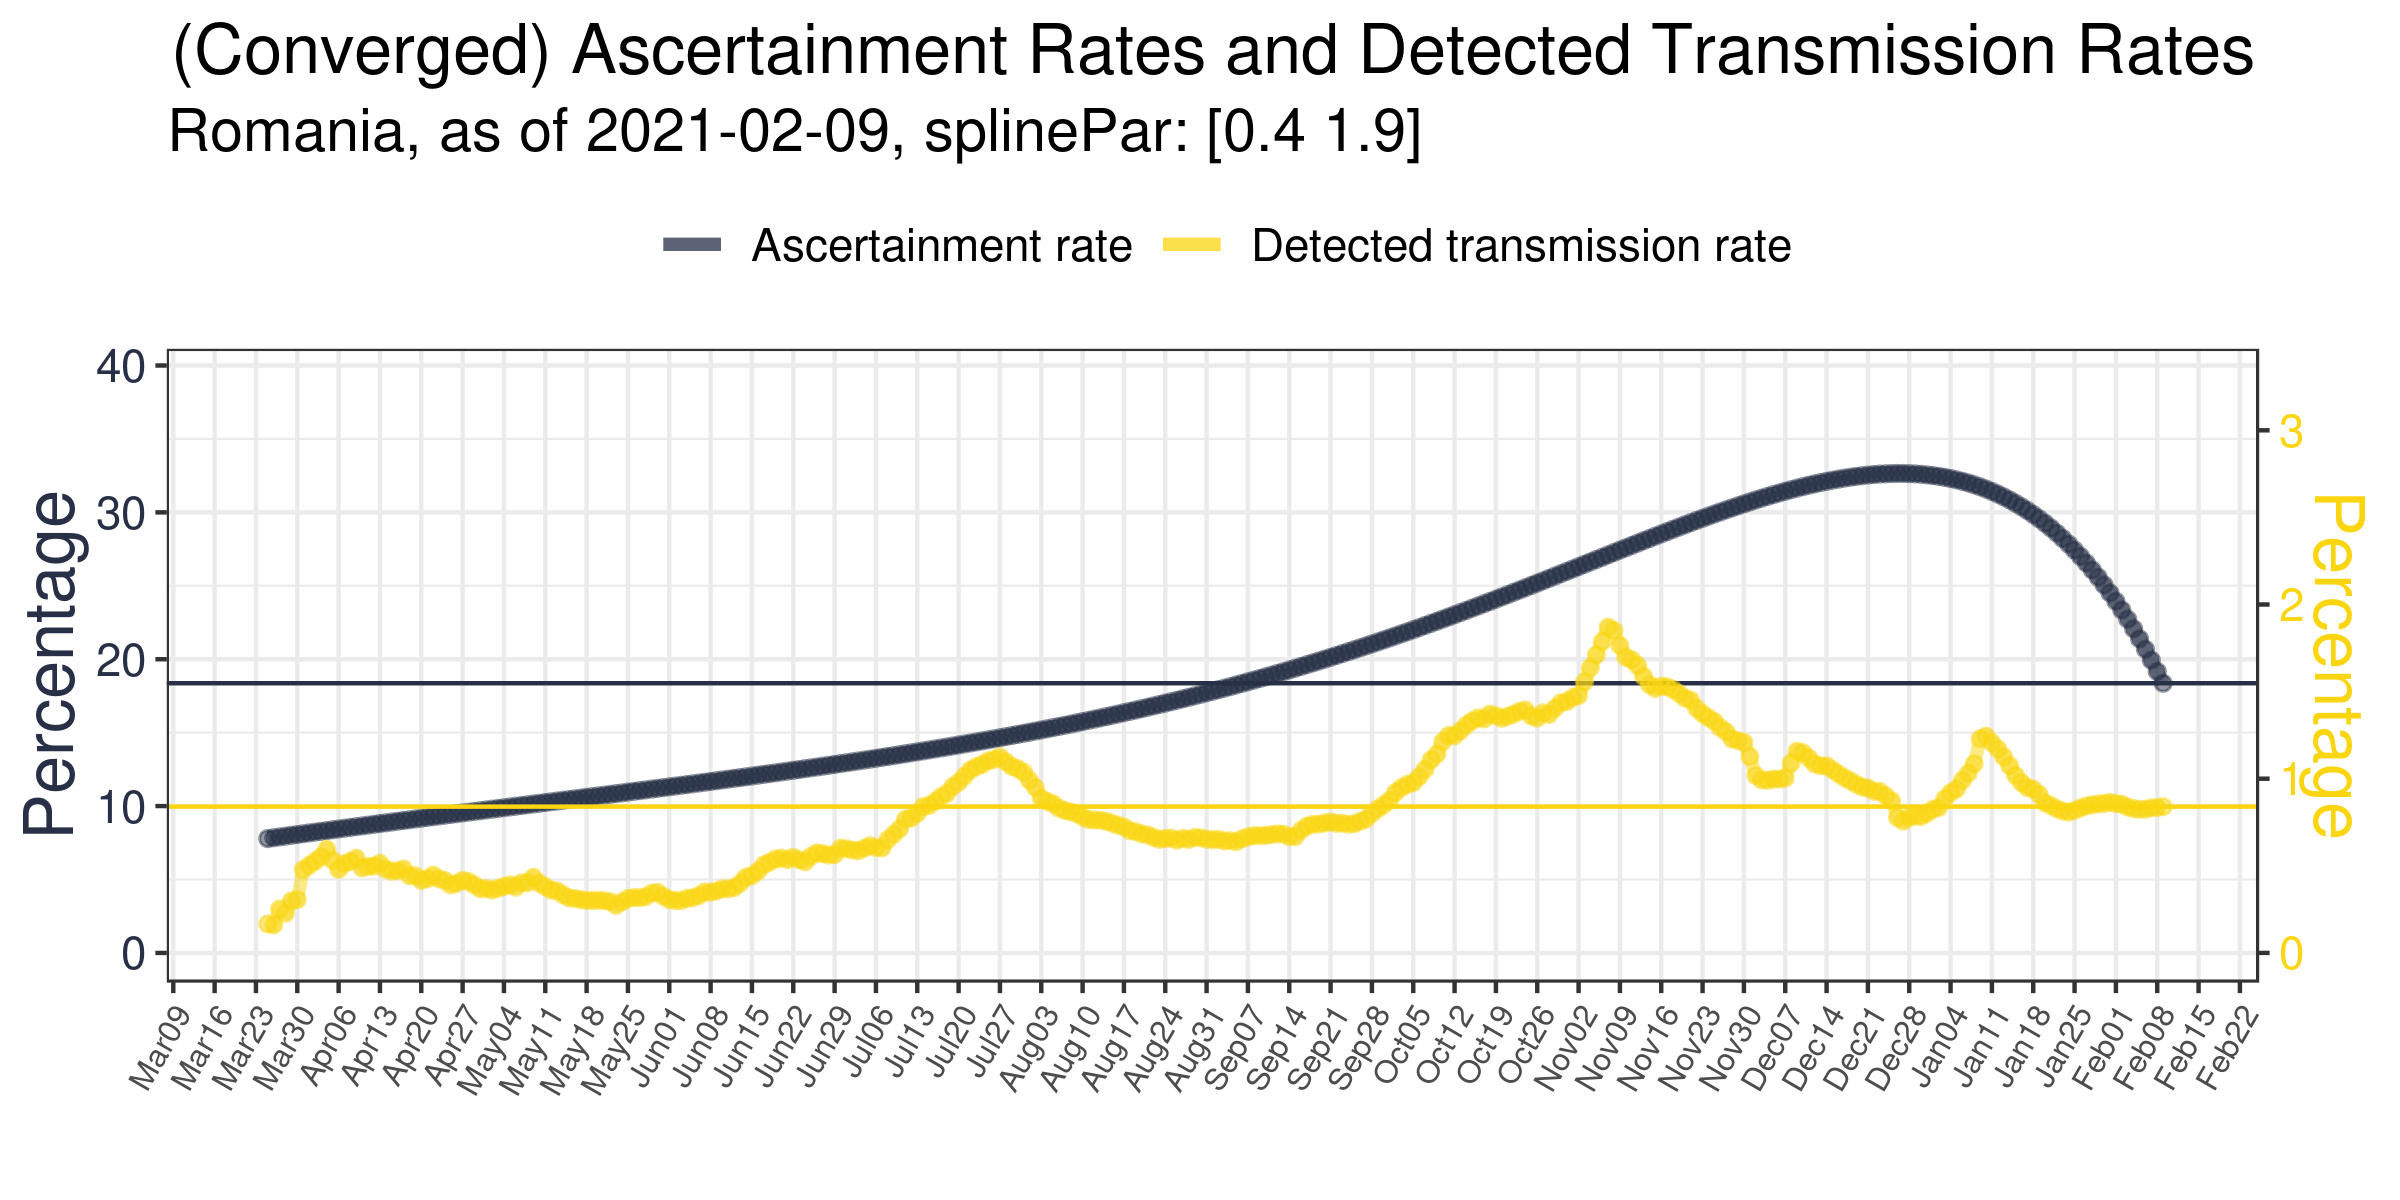 (Converged) Ascertainment Rates and Detected Transmission Rates
Romania, as of 2021-02-09, splinePar: [0.4 1.9]
Ascertainment rate
Detected transmission rate
Percentage
40
30
20
10
0
3
2
1
0
Percentage
Mar09
Mar16
Mar23
Mar30
Apr06
Apr13
Apr20
Apr27
May04
May11
May18
May25
Jun01
Jun08
Jun15
Jun22
Jun29
Jul06
Jul13
Jul20
Jul27
Aug03
Aug10
Aug17
Aug24
Aug31
Sep07
Sep14
Sep21
Sep28
Oct05
Oct12
Oct19
Oct26
Nov02
Nov09
Nov16
Nov23
Nov30
Dec07
Dec14
Dec21
Dec28
Jan04
Jan11
Jan18
Jan25
Feb01
Feb08
Feb15
Feb22